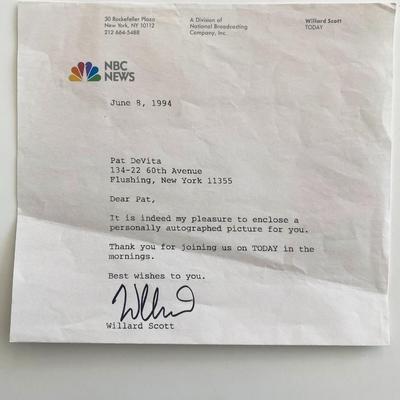 30 Rockefeller Plaza
New York, NY 10112
212 664-5488
A Division of
National Broadcasting
Company, Inc.
Willard Scott
TODAY
NBC
NEWS
June 8, 1994
Pat DeVita
134-22 60th Avenue
Flushing, New York 11355
Dear Pat,
It is indeed my pleasure to enclose a
personally autographed picture for you.
Thank you for joining us on TODAY in the
mornings.
Best wishes to you.
Willard
Willard Scott